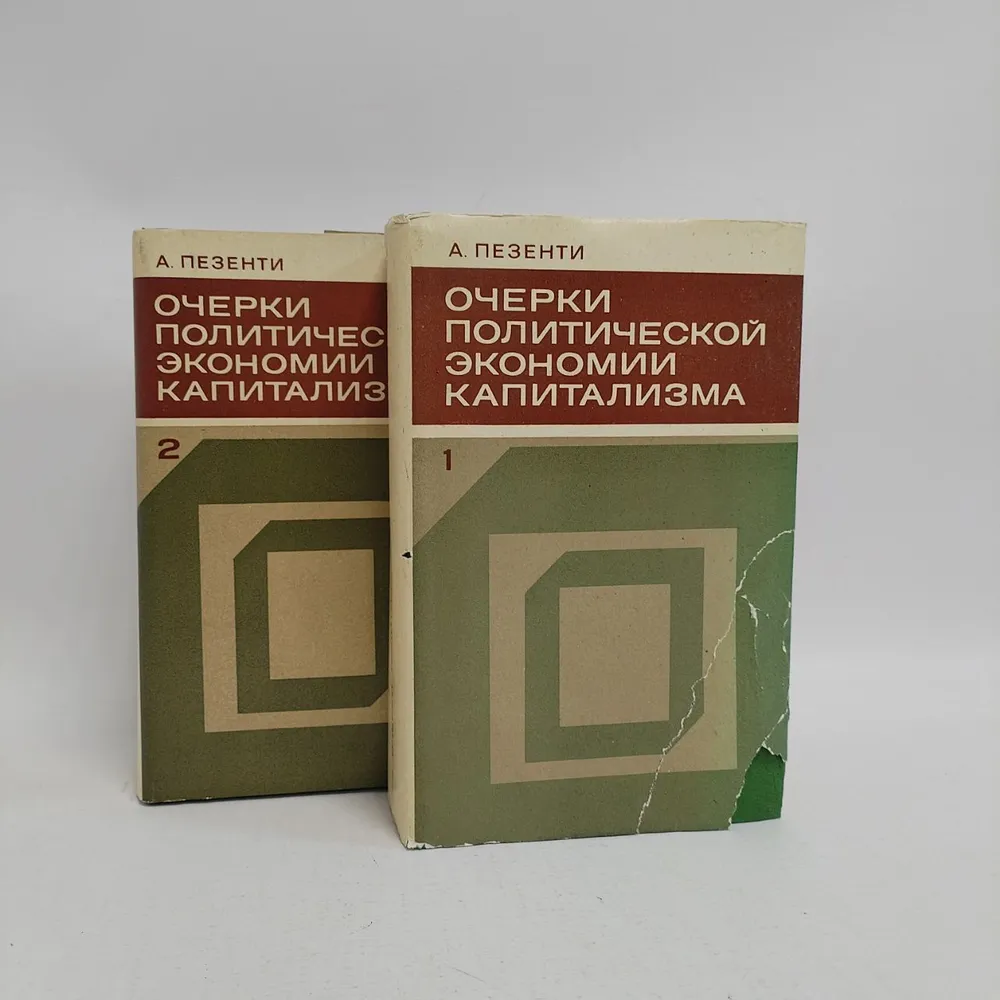 А. ПЕЗЕНТИ
ОЧЕРКИ
ПОЛИТИЧЕС
ЭКОНОМИИ
КАПИТАЛИЗ
2
А. ПЕЗЕНТИ
ОЧЕРКИ
ПОЛИТИЧЕСКОЙ
ЭКОНОМИИ
КАПИТАЛИЗМА
1